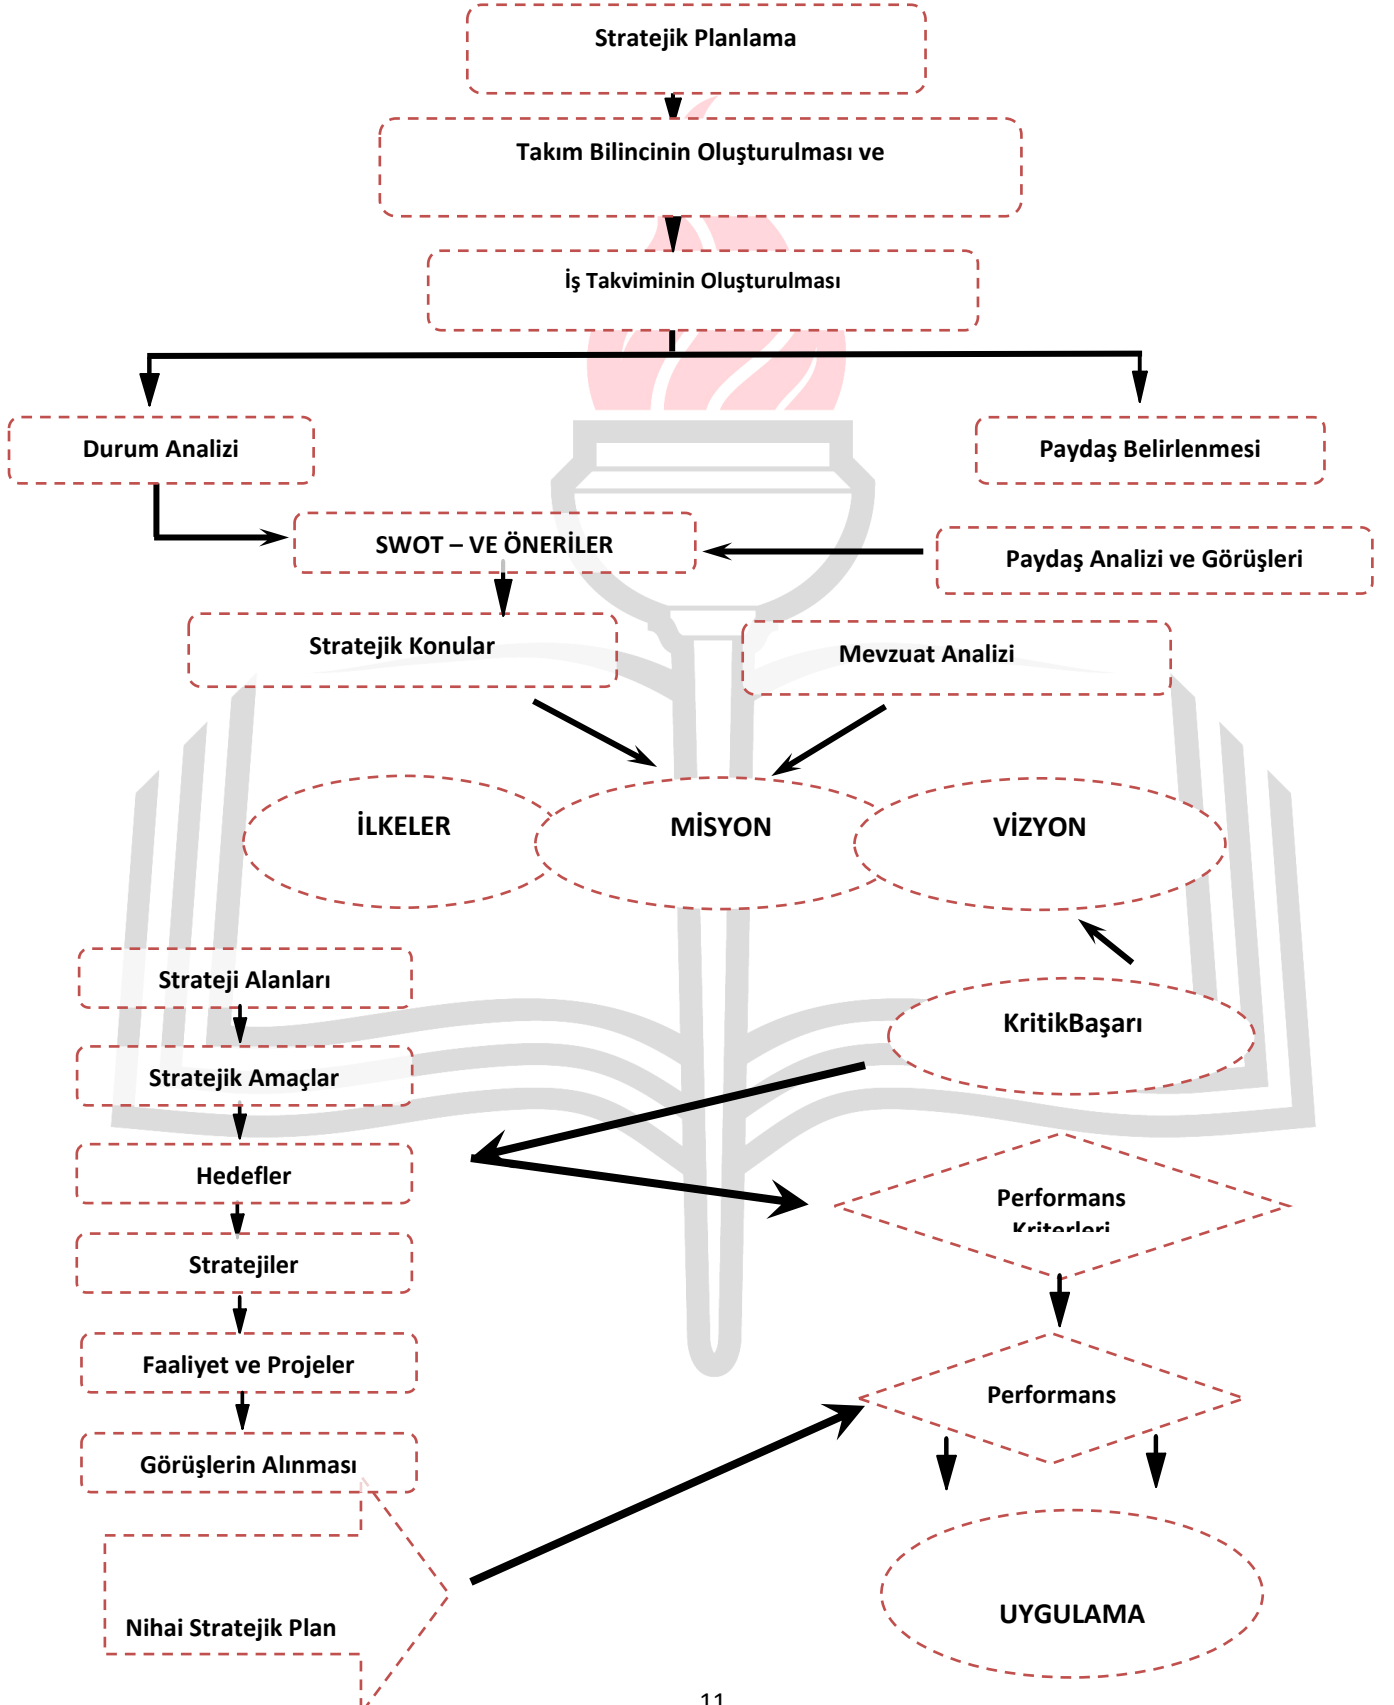 Stratejik Planlama
Takım Bilincinin Oluşturulması ve
İş Takviminin Oluşturulması
Durum Analizi
Paydaş Belirlenmesi
SWOT – VE ÖNERİLER
Paydaş Analizi ve Görüşleri
Stratejik Konular
Mevzuat Analizi
İLKELER
MİSYON
VİZYON
Strateji Alanları
KritikBaşarı
Stratejik Amaçlar
Hedefler
Performans
Kriterleri
Stratejiler
Faaliyet ve Projeler
Performans
Görüşlerin Alınması
Nihai Stratejik Plan
UYGULAMA
11